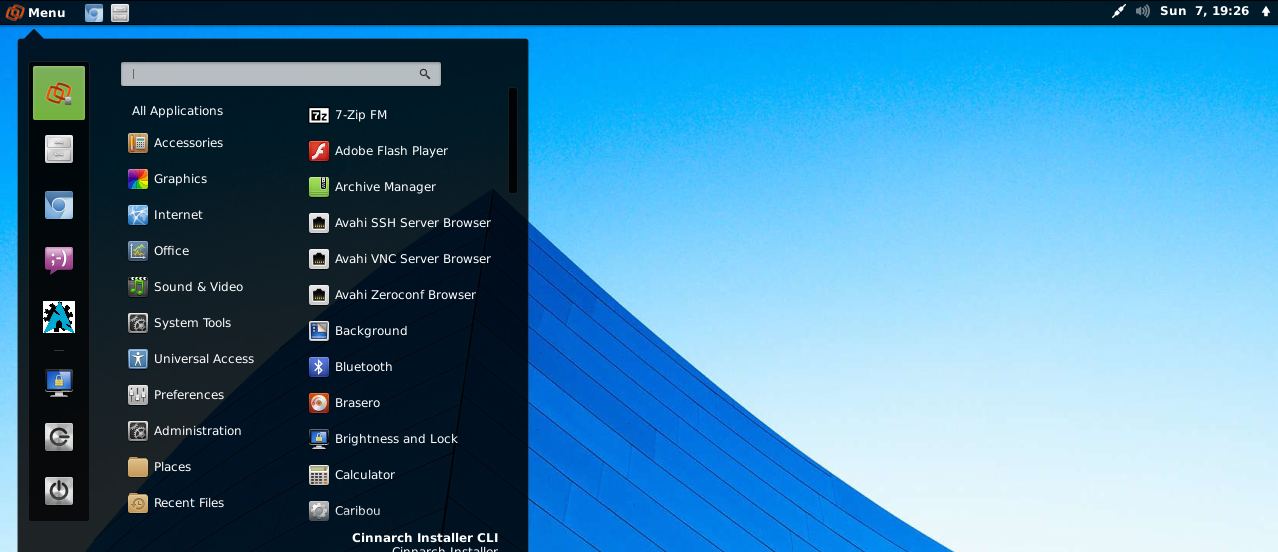 Menu
Sun 7, 19:26
All Applications
Accessories
Graphics
Internet
Office
Sound & Video
System Tools
Universal Access
Preferences
Administration
Places
Recent Files
7-Zip FM
Adobe Flash Player
Archive Manager
Avahi SSH Server Browser
Avahi VNC Server Browser
Avahi Zeroconf Browser
Background
Bluetooth
Brasero
Brightness and Lock
Calculator
Caribou
Cinnarch Installer CLI
Cinnarch Installer